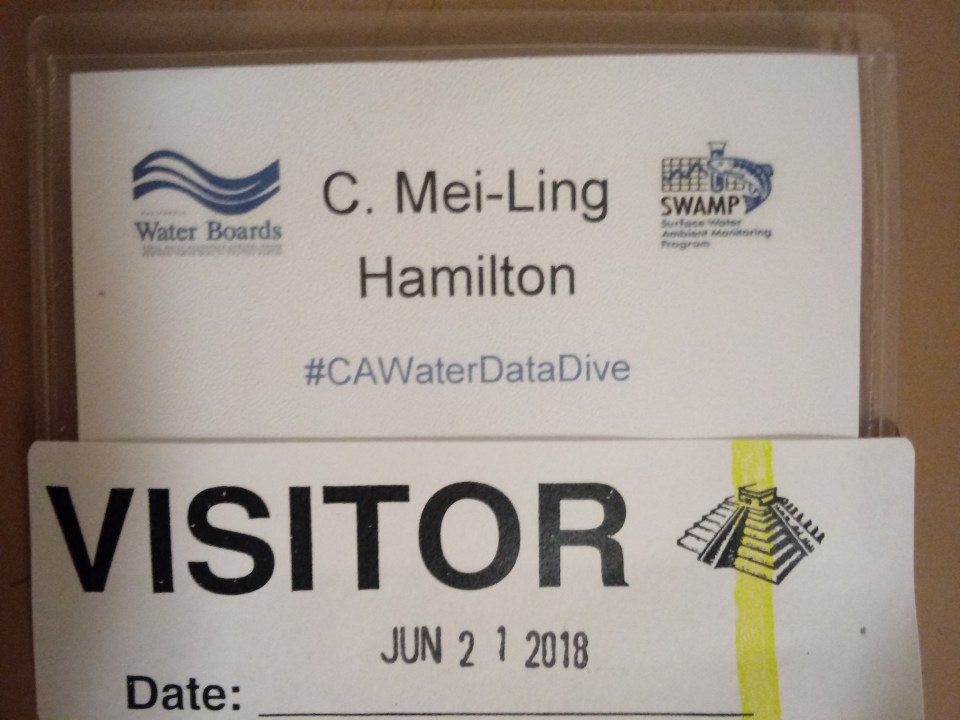 C. Mei-Ling
Hamilton
Water Boards
SWAMP
Surface Water
Ambient Monitoring
Program
#CAWaterDataDive
VISITOR
JUN 2 1 2018
Date: